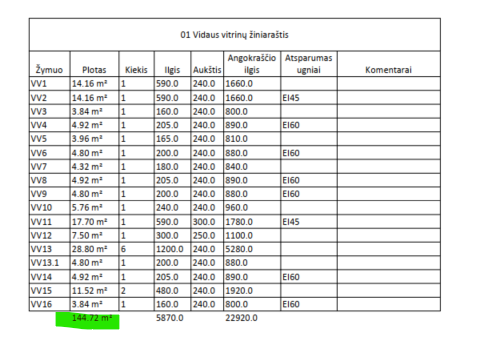 01 Vidaus vitrinų žiniaraštis
Žymuo Plotas Kiekis Ilgis Aukštis Angokraščio ilgis Atsparumas ugniai Komentarai
VV1 14.16 m² 1 590.0 240.0 1660.0
VV2 14.16 m² 1 590.0 240.0 1660.0 EI45
VV3 3.84 m² 1 160.0 240.0 800.0
VV4 4.92 m² 1 205.0 240.0 890.0 EI60
VV5 3.96 m² 1 165.0 240.0 810.0
VV6 4.80 m² 1 200.0 240.0 880.0 EI60
VV7 4.32 m² 1 180.0 240.0 840.0
VV8 4.92 m² 1 205.0 240.0 890.0 EI60
VV9 4.80 m² 1 200.0 240.0 880.0 EI60
VV10 5.76 m² 1 240.0 240.0 960.0
VV11 17.70 m² 1 590.0 300.0 1780.0 EI45
VV12 7.50 m² 1 300.0 250.0 1100.0
VV13 28.80 m² 6 1200.0 240.0 5280.0
VV13.1 4.80 m² 1 200.0 240.0 880.0
VV14 4.92 m² 1 205.0 240.0 890.0 EI60
VV15 11.52 m² 2 480.0 240.0 1920.0
VV16 3.84 m² 1 160.0 240.0 800.0 EI60
144.72 m² 5870.0 22920.0